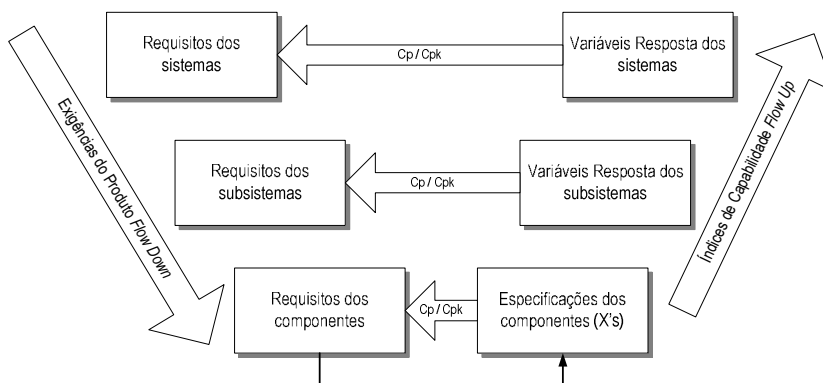 Requisitos dos
sistemas
Cp / Cpk
Variáveis Resposta dos
sistemas
Exigências do Produto Flow Down
Índices de Capabilidade Flow Up
Requisitos dos
subsistemas
Cp / Cpk
Variáveis Resposta dos
subsistemas
Requisitos dos
componentes
Cp / Cpk
Especificações dos
componentes (X's)